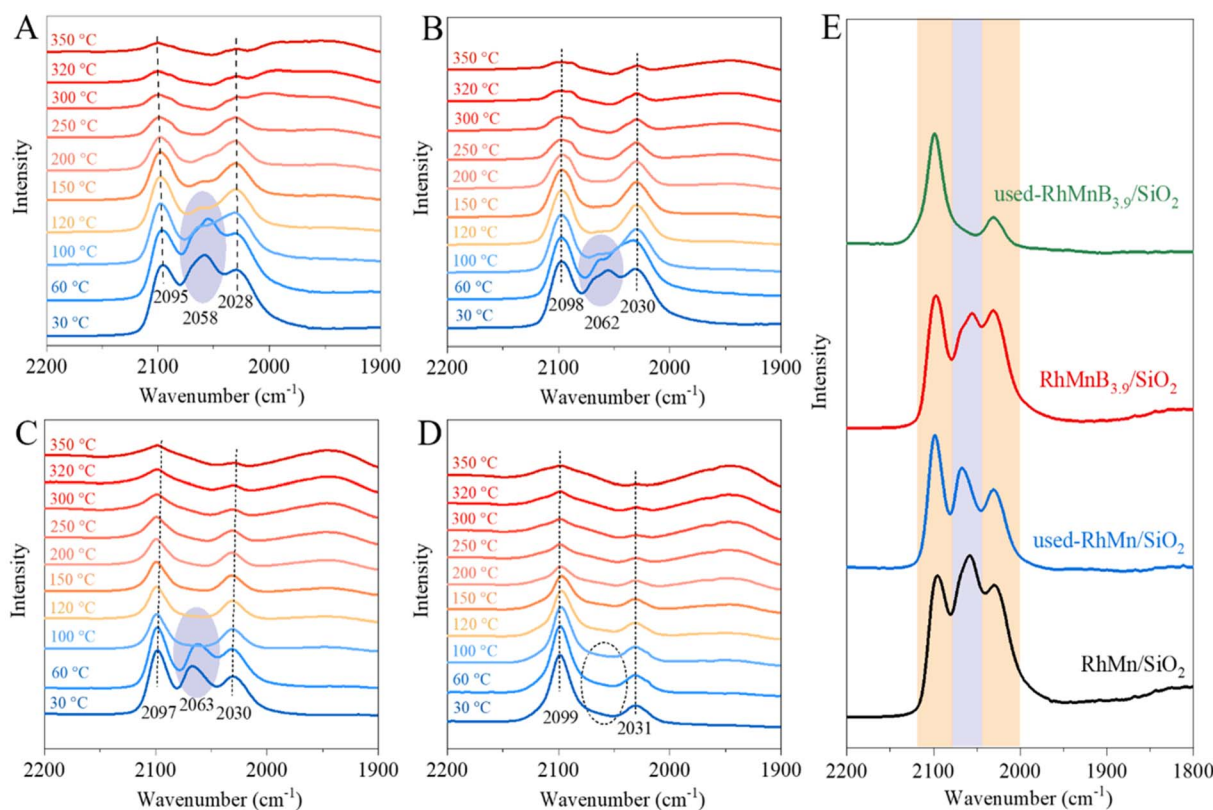 A
350 °C
320 °C
300 °C
250 °C
200 °C
150 °C
120 °C
100 °C
60 °C
30 °C
2095
2028
2058
2200
2100
2000
1900
Wavenumber (cm⁻¹)
Intensity
B
350 °C
320 °C
300 °C
250 °C
200 °C
150 °C
120 °C
100 °C
60 °C
30 °C
2098
2030
2062
2200
2100
2000
1900
Wavenumber (cm⁻¹)
Intensity
C
350 °C
320 °C
300 °C
250 °C
200 °C
150 °C
120 °C
100 °C
60 °C
30 °C
2097
2063
2030
2200
2100
2000
1900
Wavenumber (cm⁻¹)
Intensity
D
350 °C
320 °C
300 °C
250 °C
200 °C
150 °C
120 °C
100 °C
60 °C
30 °C
2099
2031
2200
2100
2000
1900
Wavenumber (cm⁻¹)
Intensity
E
used-RhMnB₃.₉/SiO₂
RhMnB₃.₉/SiO₂
used-RhMn/SiO₂
RhMn/SiO₂
2200
2100
2000
1900
1800
Wavenumber (cm⁻¹)
Intensity